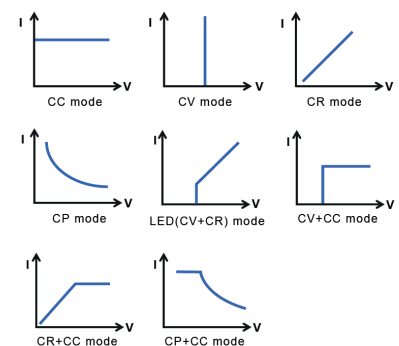 I
V
CC mode
I
V
CV mode
I
V
CR mode
I
V
CP mode
I
V
LED(CV+CR) mode
I
V
CV+CC mode
I
V
CR+CC mode
I
V
CP+CC mode